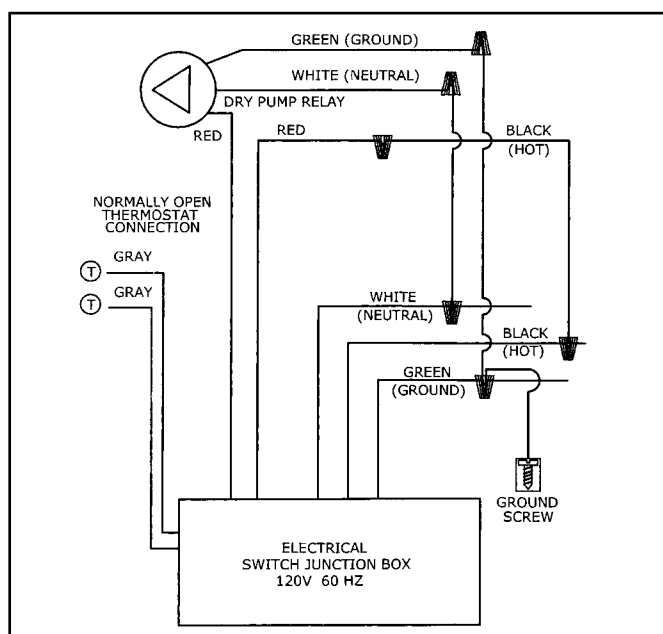 GREEN (GROUND)
WHITE (NEUTRAL)
DRY PUMP RELAY
RED
RED
BLACK
(HOT)
NORMALLY OPEN
THERMOSTAT
CONNECTION
GRAY
T
GRAY
T
WHITE
(NEUTRAL)
BLACK
(HOT)
GREEN
(GROUND)
GROUND
SCREW
ELECTRICAL
SWITCH JUNCTION BOX
120V 60 HZ